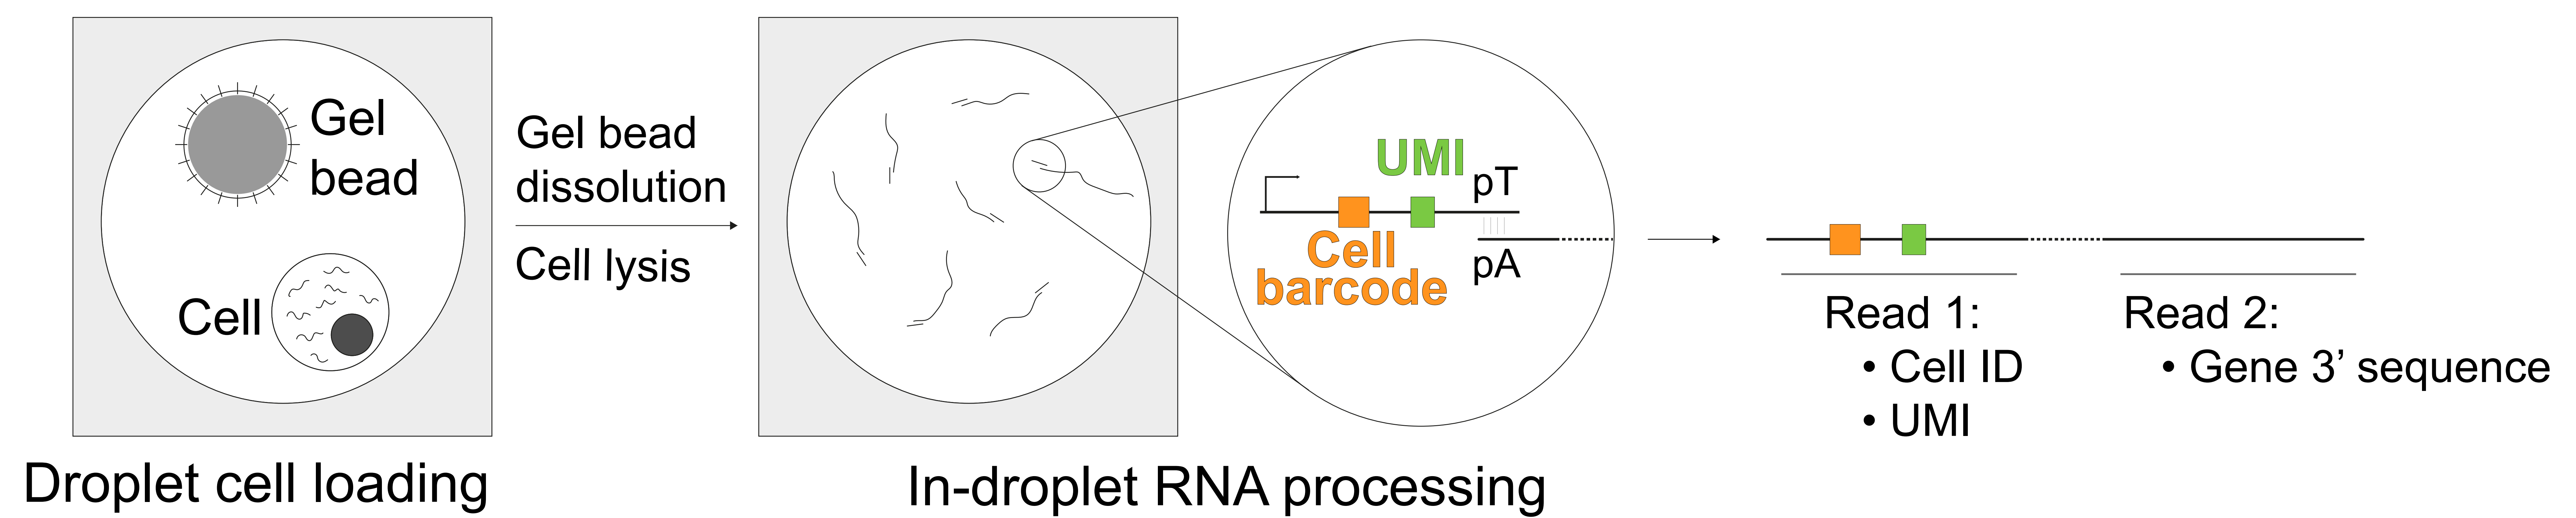 Gel
bead
Cell
Droplet cell loading
Gel bead
dissolution
Cell lysis
In-droplet RNA processing
UMI
pT
Cell
barcode
pA
Read 1:
• Cell ID
• UMI
Read 2:
• Gene 3’ sequence